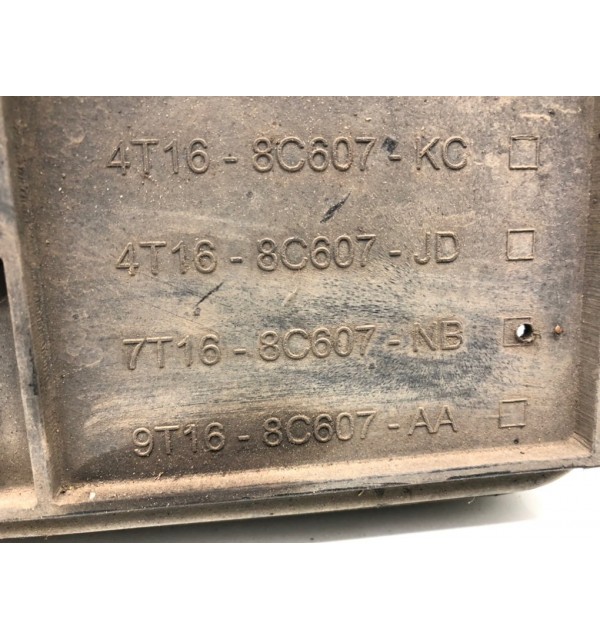 4T16 - 8C607 - KC
4T16 - 8C607 - JD
7T16 - 8C607 - NB
9T16 - 8C607 - AA